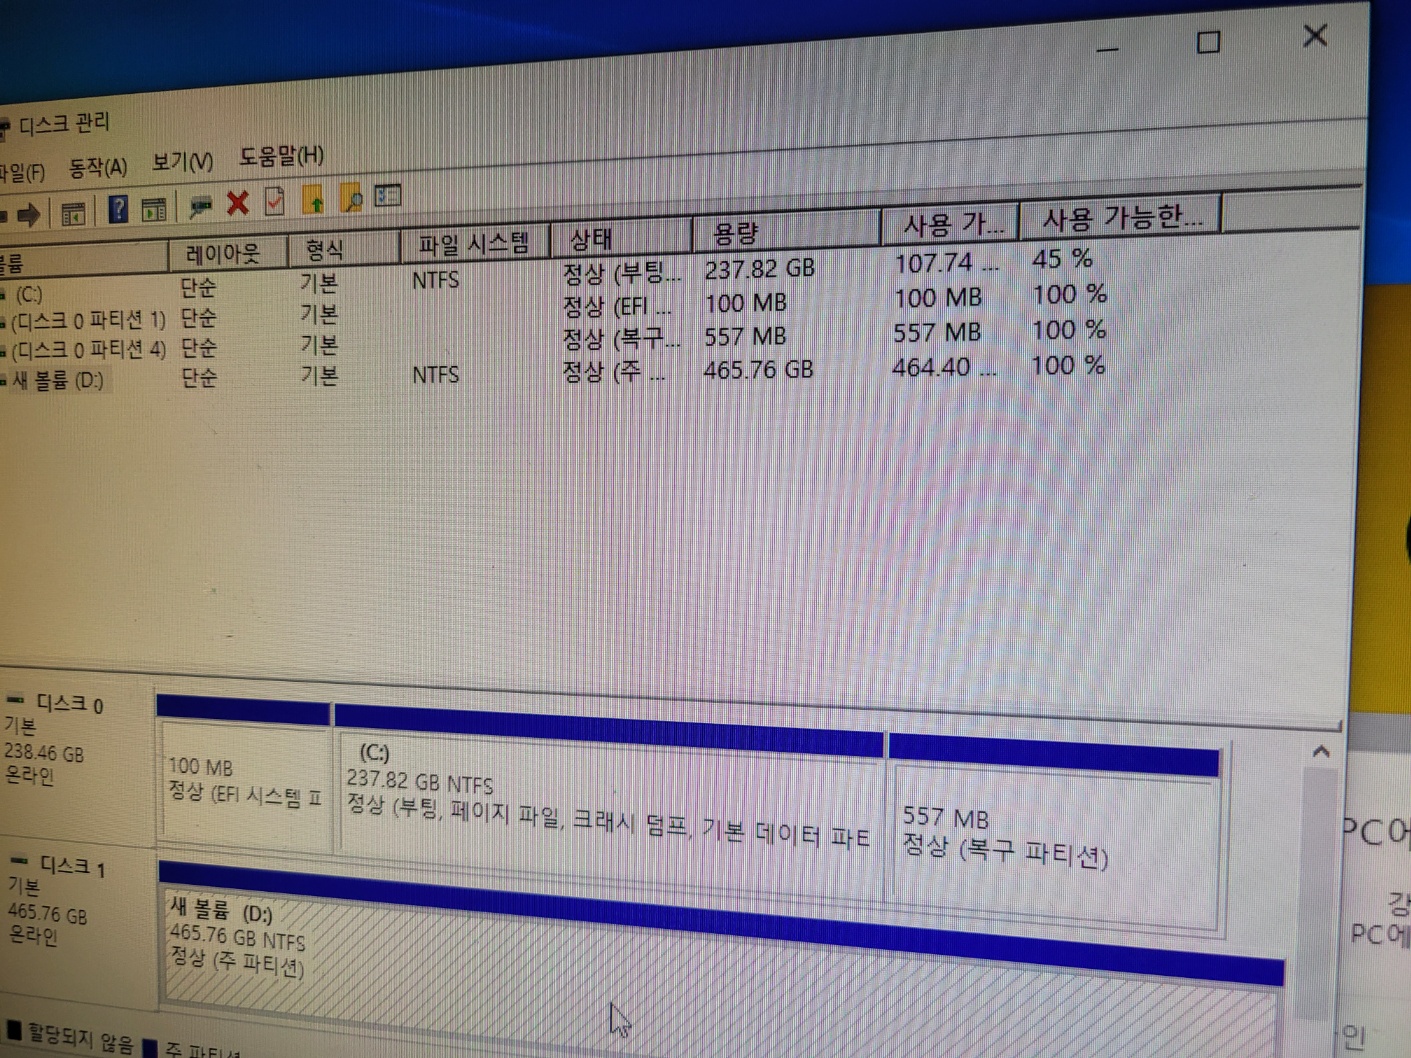 디스크 관리
파일(F) 동작(A) 보기(V) 도움말(H)
볼륨 레이아웃 형식 파일 시스템 상태 용량 사용 가... 사용 가능한...
(C:) 단순 기본 NTFS 정상 (부팅... 237.82 GB 107.74 ... 45 %
(디스크 0 파티션 1) 단순 기본 정상 (EFI ... 100 MB 100 MB 100 %
(디스크 0 파티션 4) 단순 기본 정상 (복구... 557 MB 557 MB 100 %
새 볼륨 (D:) 단순 기본 NTFS 정상 (주 ... 465.76 GB 464.40 ... 100 %
디스크 0
기본
238.46 GB
온라인
100 MB
정상 (EFI 시스템 파
(C:)
237.82 GB NTFS
정상 (부팅, 페이지 파일, 크래시 덤프, 기본 데이터 파트
557 MB
정상 (복구 파티션)
디스크 1
기본
465.76 GB
온라인
새 볼륨 (D:)
465.76 GB NTFS
정상 (주 파티션)
할당되지 않음 주 파티션
PC에
강
PC에
인